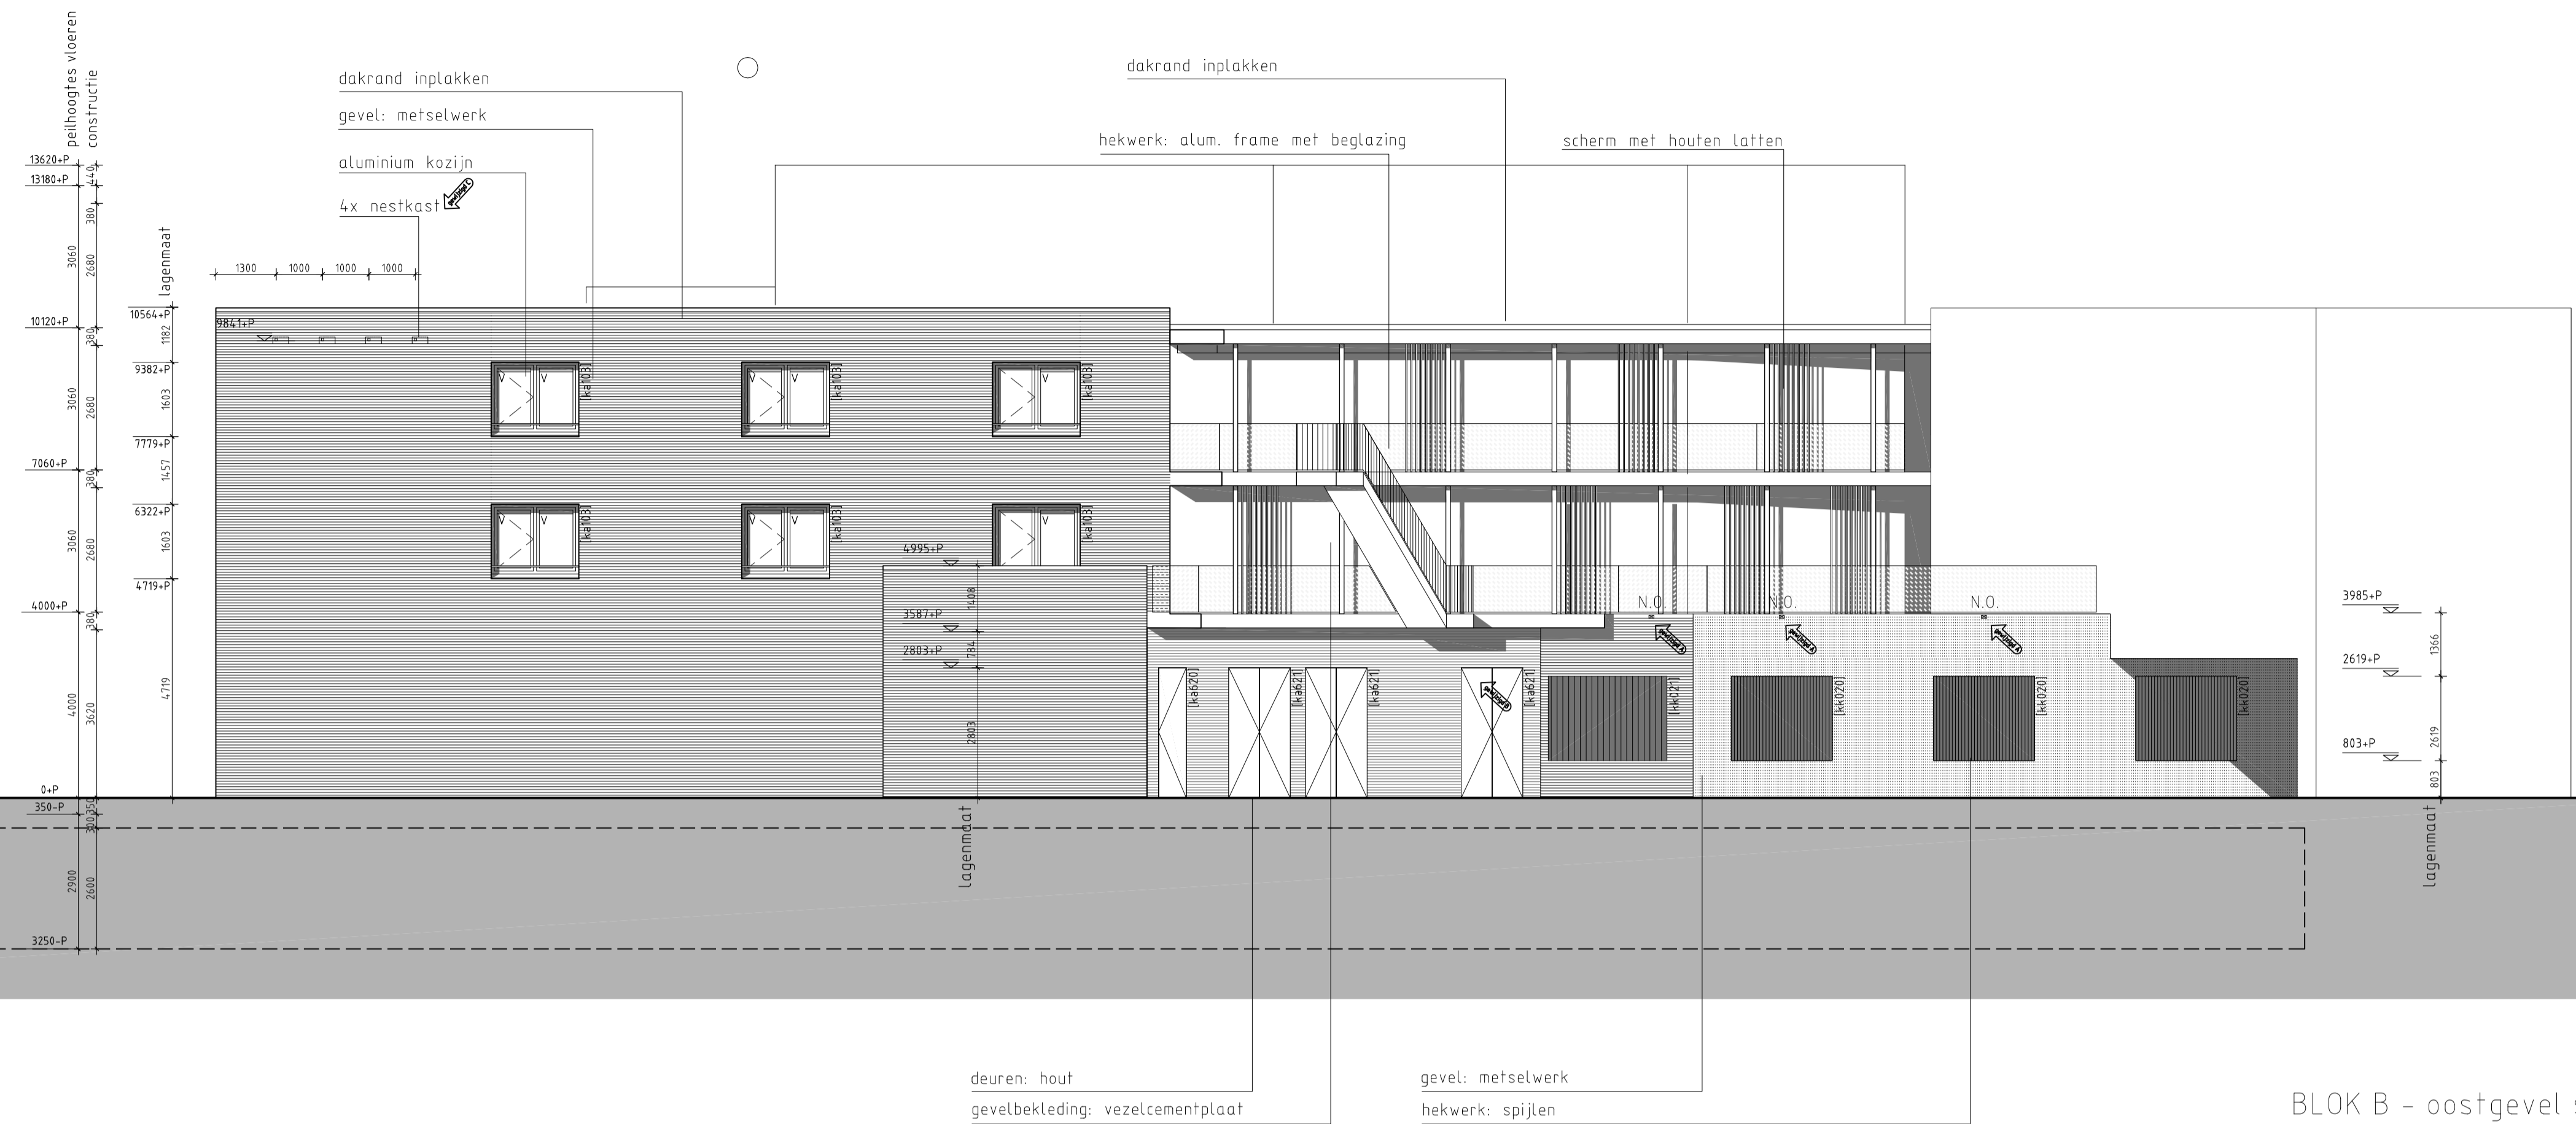 peilhoogtes vloeren
constructie
13620+P
13180+P
440
380
3060
2680
10120+P
380
3060
2680
7060+P
380
3060
2680
4000+P
380
4000
3620
0+P
350-P
350
300
2900
2600
3250-P
lagenmaat
10564+P
1182
9382+P
1603
7779+P
1457
6322+P
1603
4719+P
4719
dakrand inplakken
gevel: metselwerk
aluminium kozijn
4x nestkast
gewijzigd C
1300 1000 1000 1000
9841+P
V V
[ka103]
V V
[ka103]
V
[ka103]
V V
[ka103]
V V
[ka103]
V
[ka103]
4995+P
1408
3587+P
784
2803+P
2803
lagenmaat
dakrand inplakken
hekwerk: alum. frame met beglazing
scherm met houten latten
N.O.
N.O.
N.O.
gewijzigd A
gewijzigd A
gewijzigd A
[ka620]
[ka621]
[ka621]
gewijzigd B
[ka621]
[kk021]
[kk020]
[kk020]
[kk020]
3985+P
1366
2619+P
2619
803+P
803
lagenmaat
deuren: hout
gevelbekleding: vezelcementplaat
gevel: metselwerk
hekwerk: spijlen
BLOK B - oostgevel